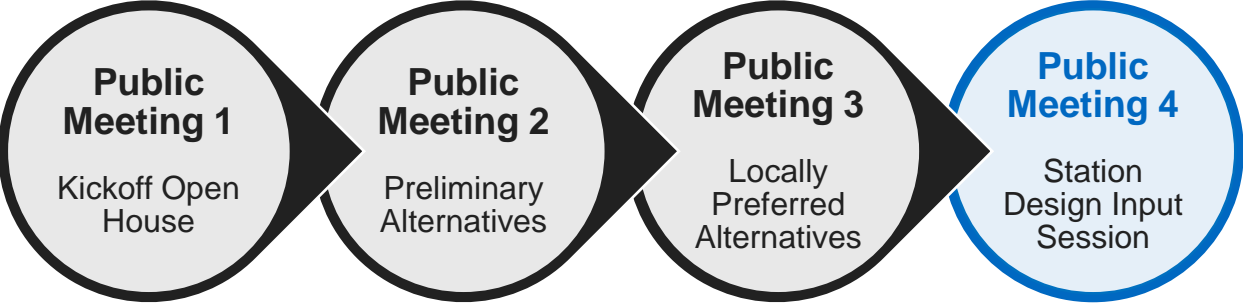 Public
Meeting 1
Kickoff Open
House
Public
Meeting 2
Preliminary
Alternatives
Public
Meeting 3
Locally
Preferred
Alternatives
Public
Meeting 4
Station
Design Input
Session